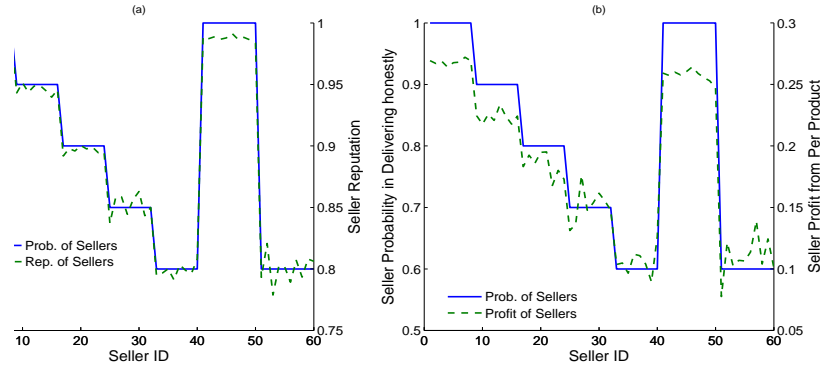 (a)
1
0.95
0.9
0.85
0.8
0.75
Seller Reputation
Prob. of Sellers
Rep. of Sellers
10 20 30 40 50 60
Seller ID
(b)
1
0.9
0.8
0.7
0.6
0.5
Seller Probability in Delivering honestly
0.3
0.25
0.2
0.15
0.1
0.05
Seller Profit from Per Product
Prob. of Sellers
Profit of Sellers
0 10 20 30 40 50 60
Seller ID